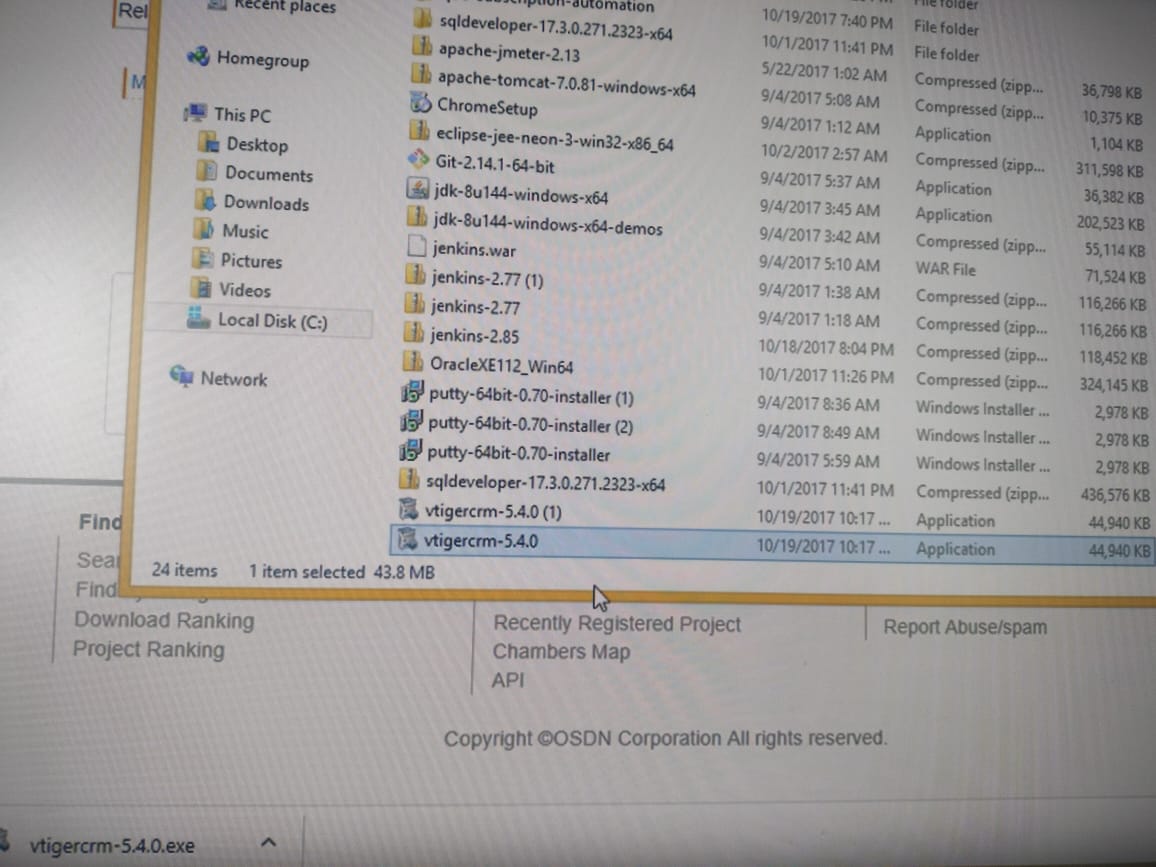 Rel
Recent places
Homegroup
This PC
Desktop
Documents
Downloads
Music
Pictures
Videos
Local Disk (C:)
Network
File folder
10/19/2017 7:40 PM File folder
sqldeveloper-17.3.0.271.2323-x64 10/1/2017 11:41 PM File folder
apache-jmeter-2.13 5/22/2017 1:02 AM Compressed (zipp... 36,798 KB
apache-tomcat-7.0.81-windows-x64 9/4/2017 5:08 AM Compressed (zipp... 10,375 KB
ChromeSetup 9/4/2017 1:12 AM Application 1,104 KB
eclipse-jee-neon-3-win32-x86_64 10/2/2017 2:57 AM Compressed (zipp... 311,598 KB
Git-2.14.1-64-bit 9/4/2017 5:37 AM Application 36,382 KB
jdk-8u144-windows-x64 9/4/2017 3:45 AM Application 202,523 KB
jdk-8u144-windows-x64-demos 9/4/2017 3:42 AM Compressed (zipp... 55,114 KB
jenkins.war 9/4/2017 5:10 AM WAR File 71,524 KB
jenkins-2.77 (1) 9/4/2017 1:38 AM Compressed (zipp... 116,266 KB
jenkins-2.77 9/4/2017 1:18 AM Compressed (zipp... 116,266 KB
jenkins-2.85 10/18/2017 8:04 PM Compressed (zipp... 118,452 KB
OracleXE112_Win64 10/1/2017 11:26 PM Compressed (zipp... 324,145 KB
putty-64bit-0.70-installer (1) 9/4/2017 8:36 AM Windows Installer ... 2,978 KB
putty-64bit-0.70-installer (2) 9/4/2017 8:49 AM Windows Installer ... 2,978 KB
putty-64bit-0.70-installer 9/4/2017 5:59 AM Windows Installer ... 2,978 KB
sqldeveloper-17.3.0.271.2323-x64 10/1/2017 11:41 PM Compressed (zipp... 436,576 KB
vtigercrm-5.4.0 (1) 10/19/2017 10:17 ... Application 44,940 KB
vtigercrm-5.4.0 10/19/2017 10:17 ... Application 44,940 KB
24 items 1 item selected 43.8 MB
Find
Sear
Find
Download Ranking
Project Ranking
Recently Registered Project
Chambers Map
API
Report Abuse/spam
Copyright ©OSDN Corporation All rights reserved.
vtigercrm-5.4.0.exe